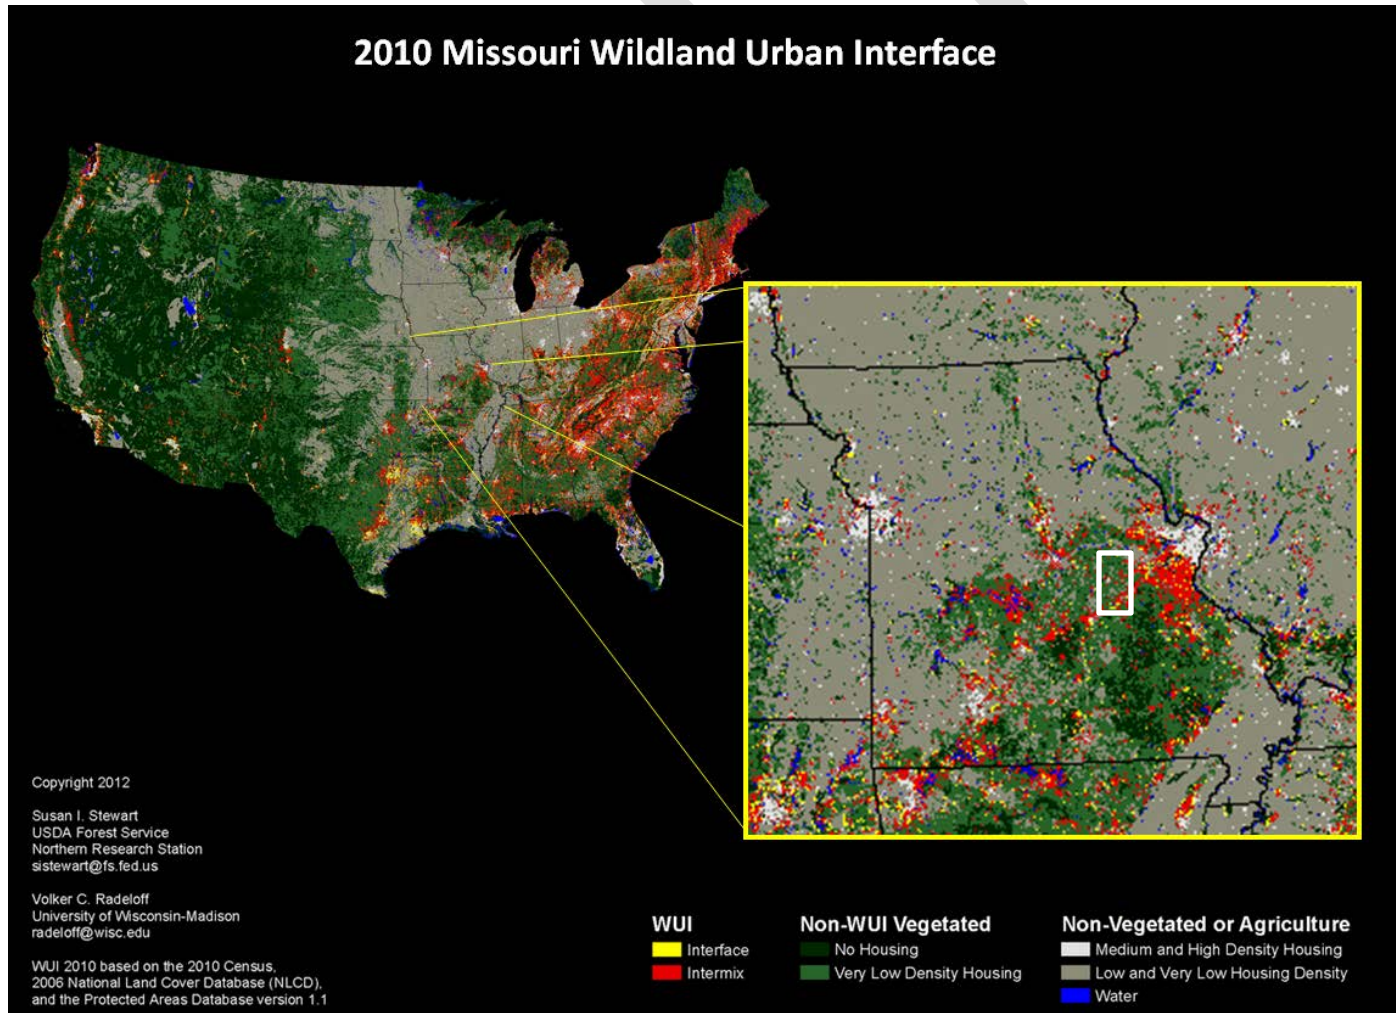 2010 Missouri Wildland Urban Interface
Copyright 2012
Susan I. Stewart
USDA Forest Service
Northern Research Station
sistewart@fs.fed.us
Volker C. Radeloff
University of Wisconsin-Madison
radeloff@wisc.edu
WUI 2010 based on the 2010 Census,
2006 National Land Cover Database (NLCD),
and the Protected Areas Database version 1.1
WUI
Interface
Intermix
Non-WUI Vegetated
No Housing
Very Low Density Housing
Non-Vegetated or Agriculture
Medium and High Density Housing
Low and Very Low Housing Density
Water